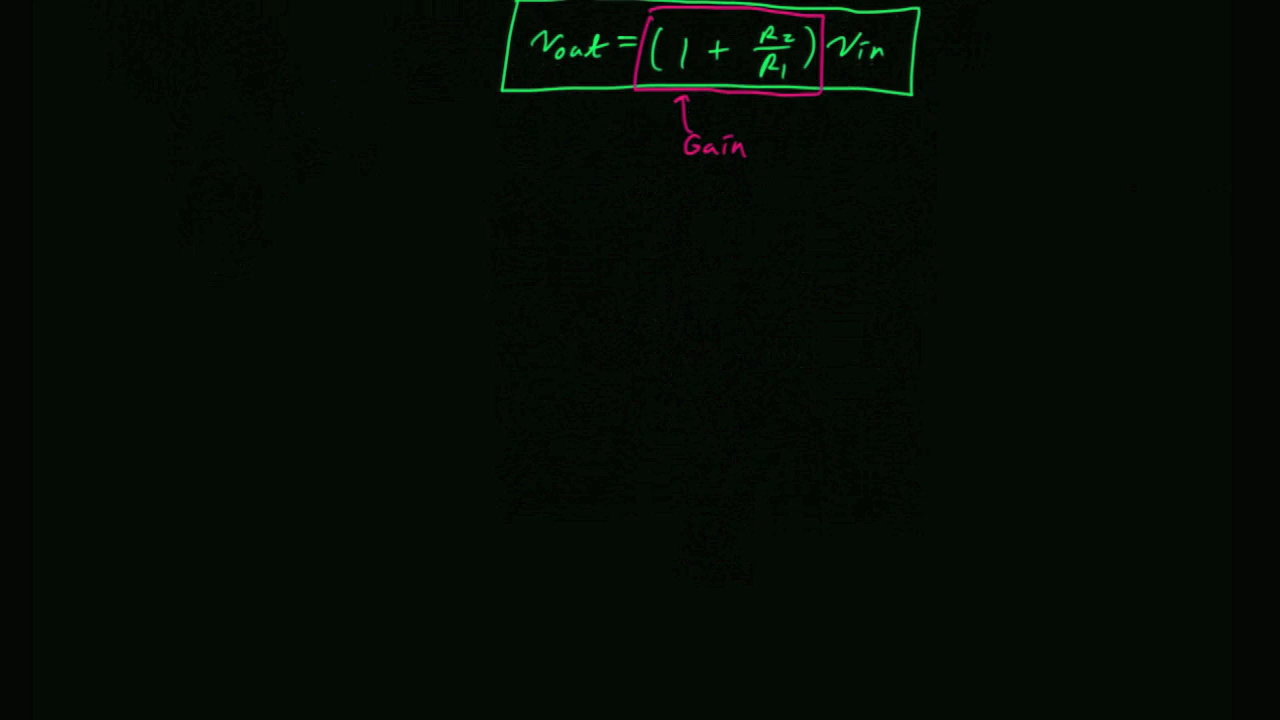 Vout = (1 + R2/R1) Vin
Gain